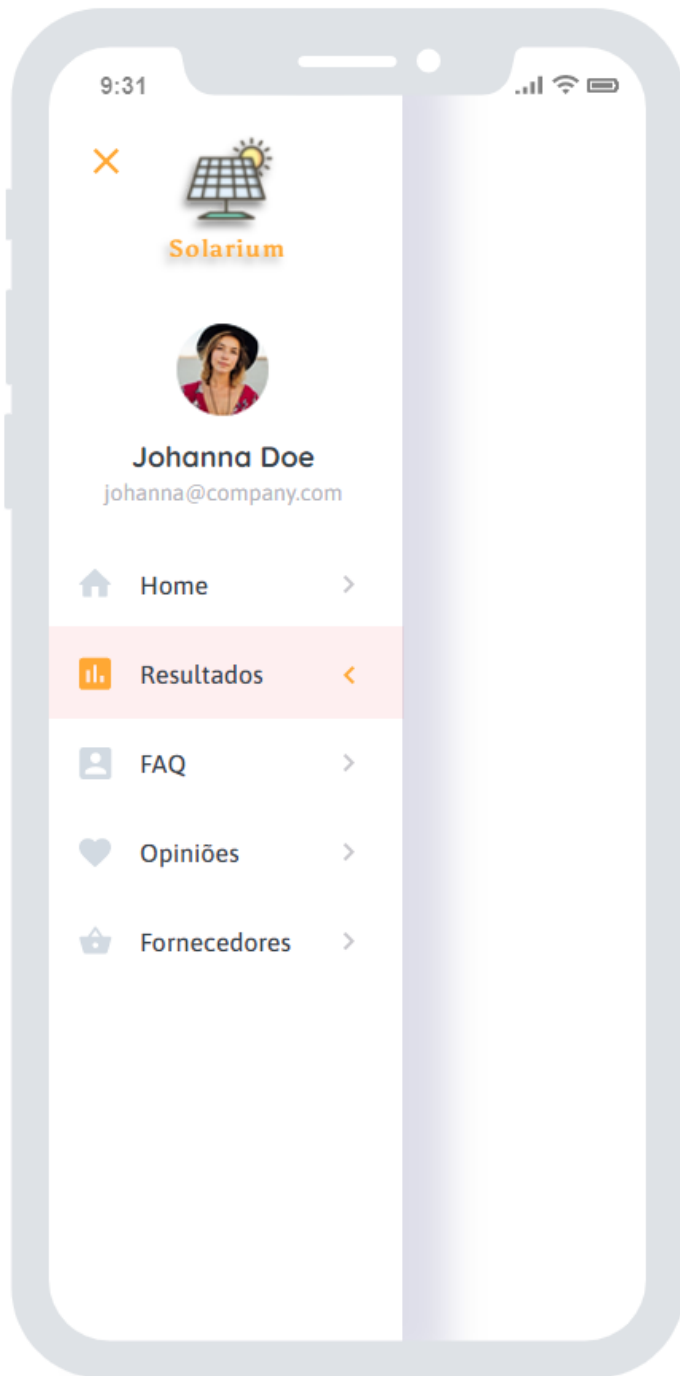 9:31
Solarium
Johanna Doe
johanna@company.com
Home
Resultados
FAQ
Opiniões
Fornecedores